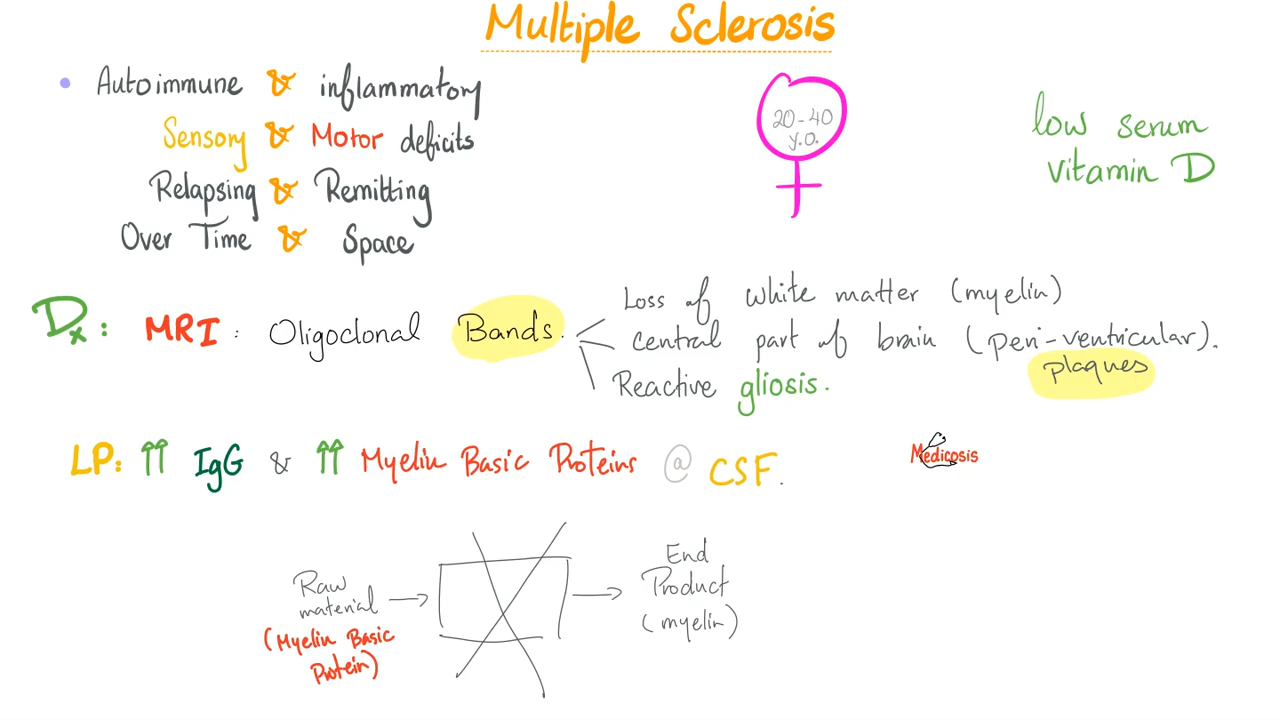 Multiple Sclerosis
• Autoimmune & inflammatory
Sensory & Motor deficits
Relapsing & Remitting
Over Time & Space
20-40
y.o.
low serum
vitamin D
Dx: MRI: Oligoclonal Bands.
Loss of white matter (myelin)
central part of brain (peri-ventricular).
plaques
Reactive gliosis.
LP: ↑↑ IgG & ↑↑ Myelin Basic Proteins @ CSF.
Medicosis
Raw
material
(Myelin Basic
Protein)
End
Product
(myelin)